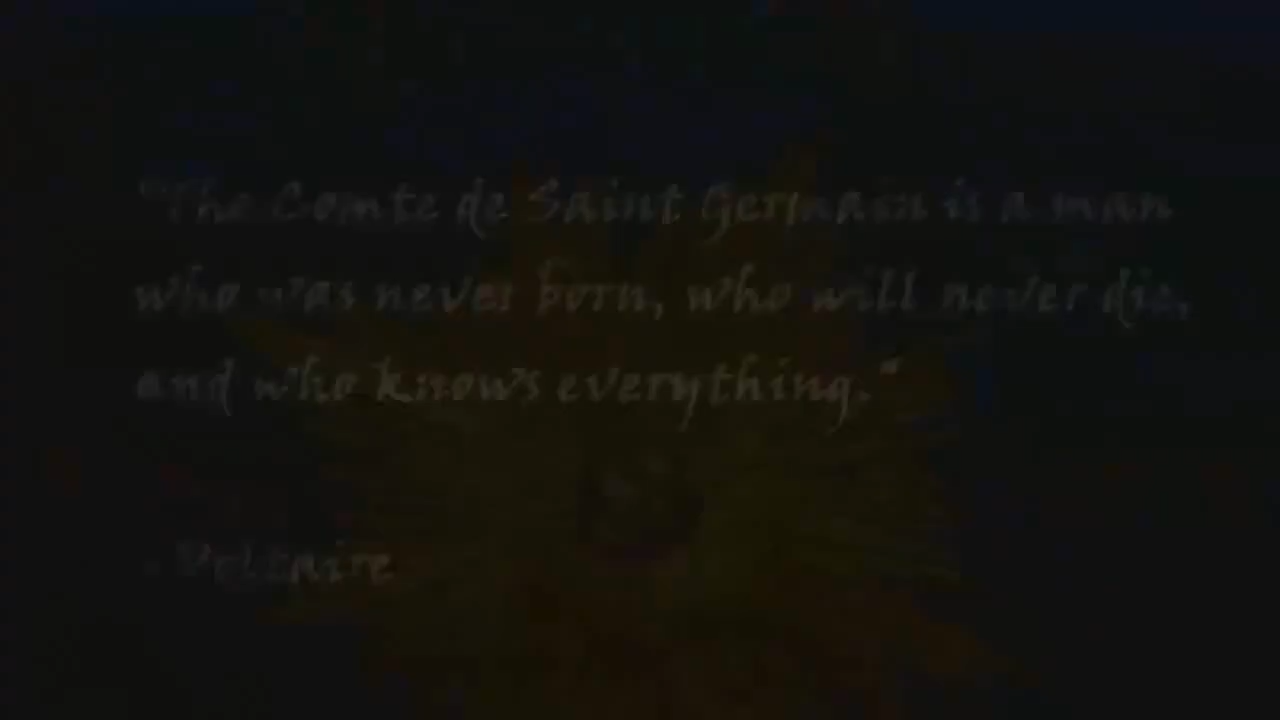 "The Comte de Saint Germain is a man
who was never born, who will never die,
and who knows everything."
- Voltaire